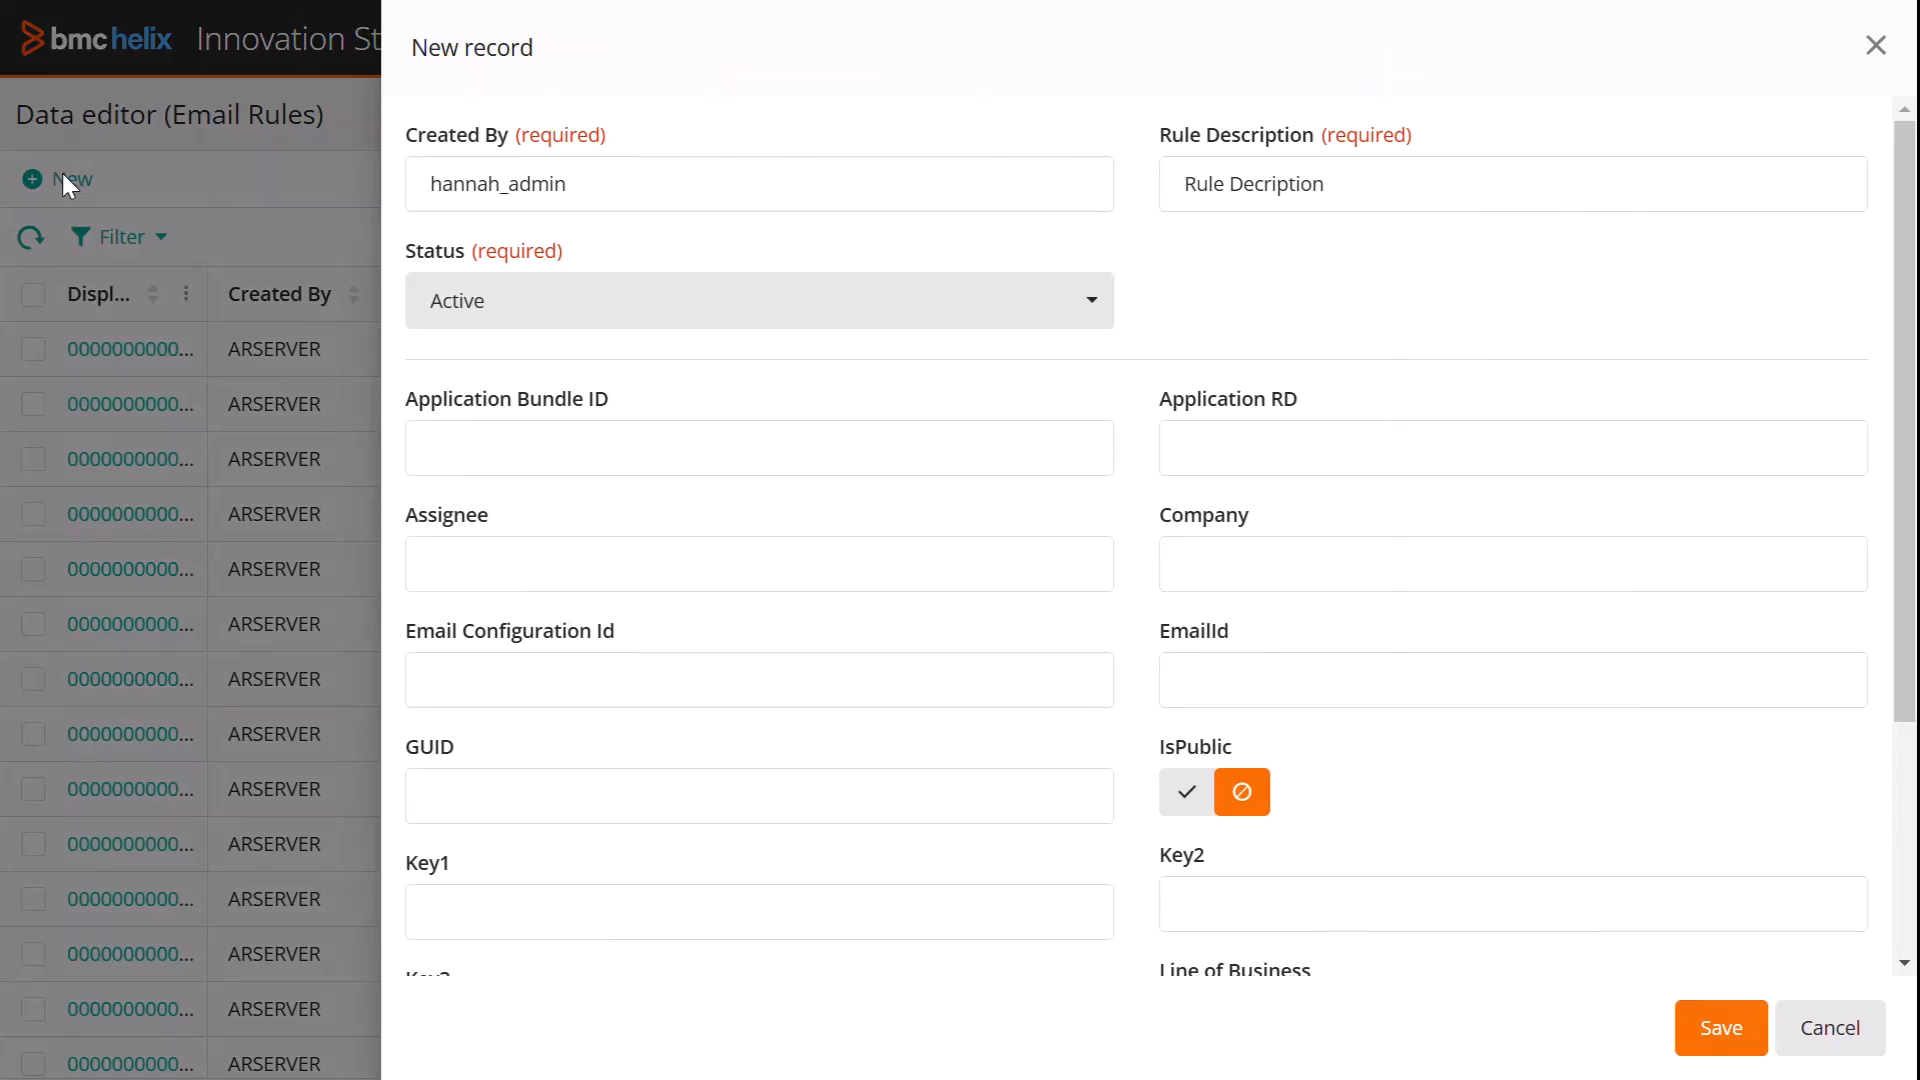 bmc helix Innovation St
New record
Data editor (Email Rules)
New
Filter
Displ... Created By
0000000000... ARSERVER
0000000000... ARSERVER
0000000000... ARSERVER
0000000000... ARSERVER
0000000000... ARSERVER
0000000000... ARSERVER
0000000000... ARSERVER
0000000000... ARSERVER
0000000000... ARSERVER
0000000000... ARSERVER
0000000000... ARSERVER
0000000000... ARSERVER
0000000000... ARSERVER
0000000000... ARSERVER
Created By (required)
hannah_admin
Rule Description (required)
Rule Decription
Status (required)
Active
Application Bundle ID
Application RD
Assignee
Company
Email Configuration Id
EmailId
GUID
IsPublic
Key1
Key2
Line of Business
Save
Cancel